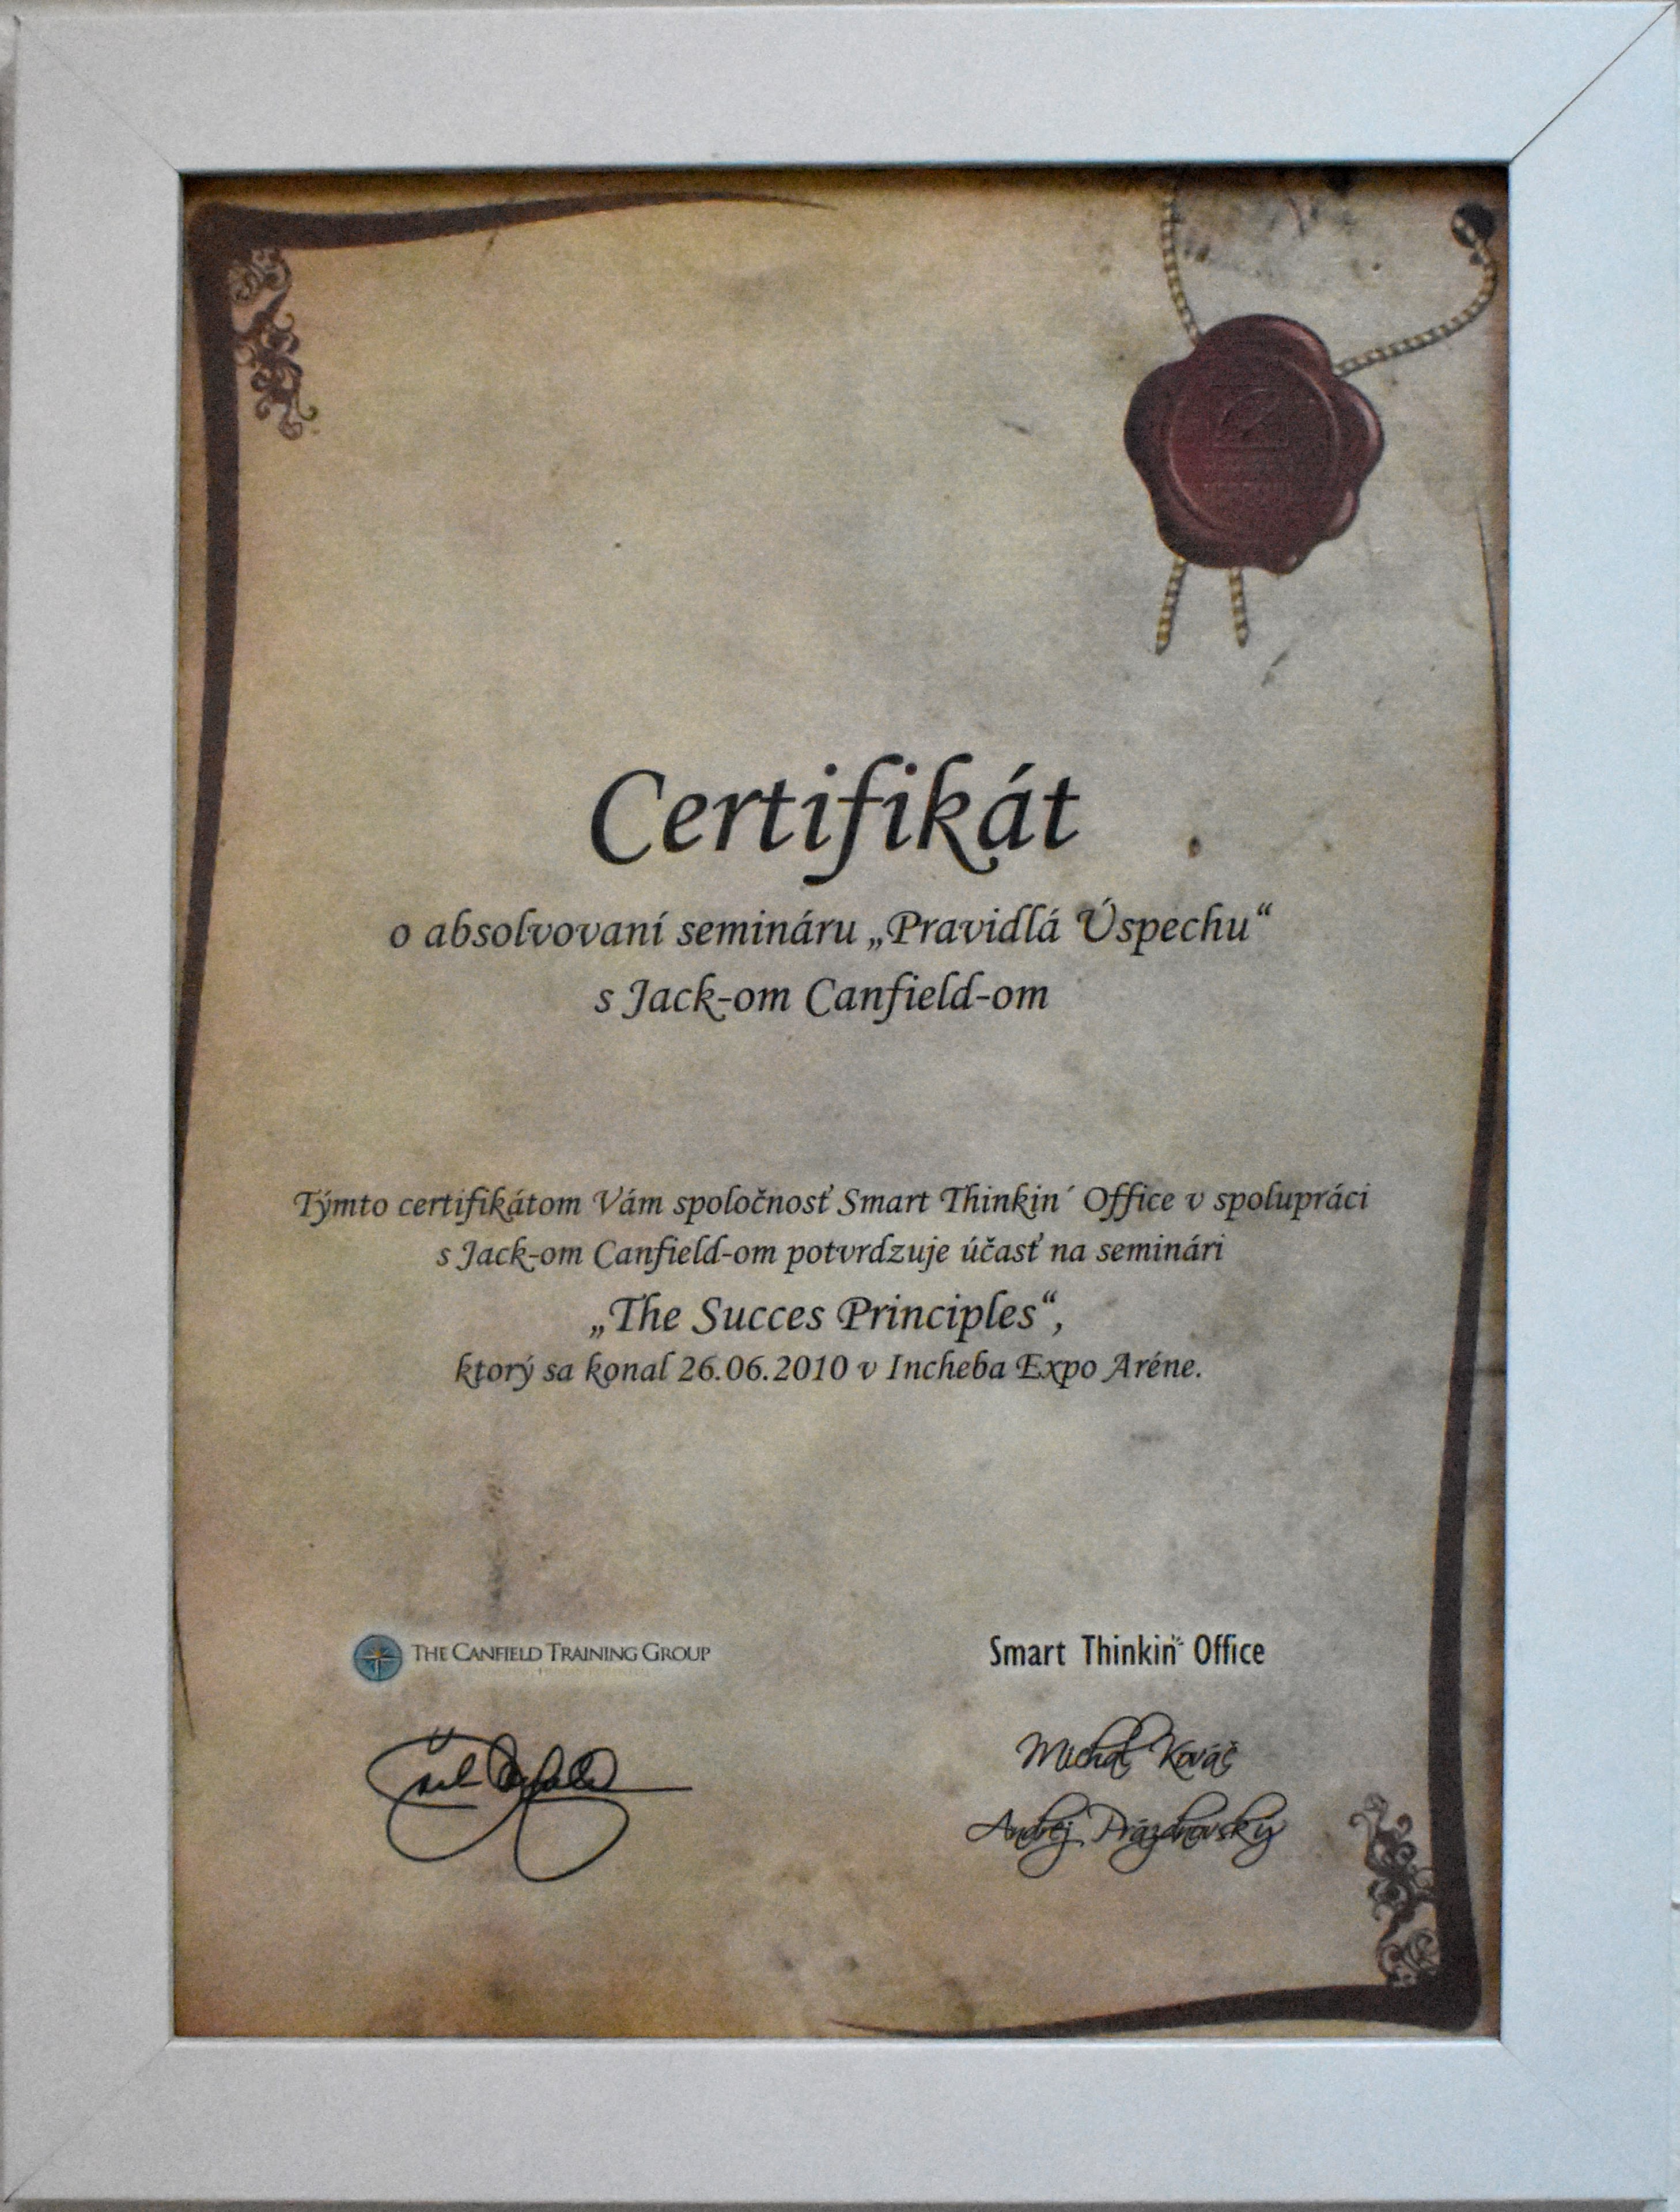 Certifikát
o absolvovaní semináru „Pravidlá Úspechu“
s Jack-om Canfield-om
Týmto certifikátom Vám spoločnosť Smart Thinkin´ Office v spolupráci
s Jack-om Canfield-om potvrdzuje účasť na seminári
„The Succes Principles“,
ktorý sa konal 26.06.2010 v Incheba Expo Aréne.
THE CANFIELD TRAINING GROUP
Smart Thinkin' Office
Michal Kováč
Andrej Prázdnovský